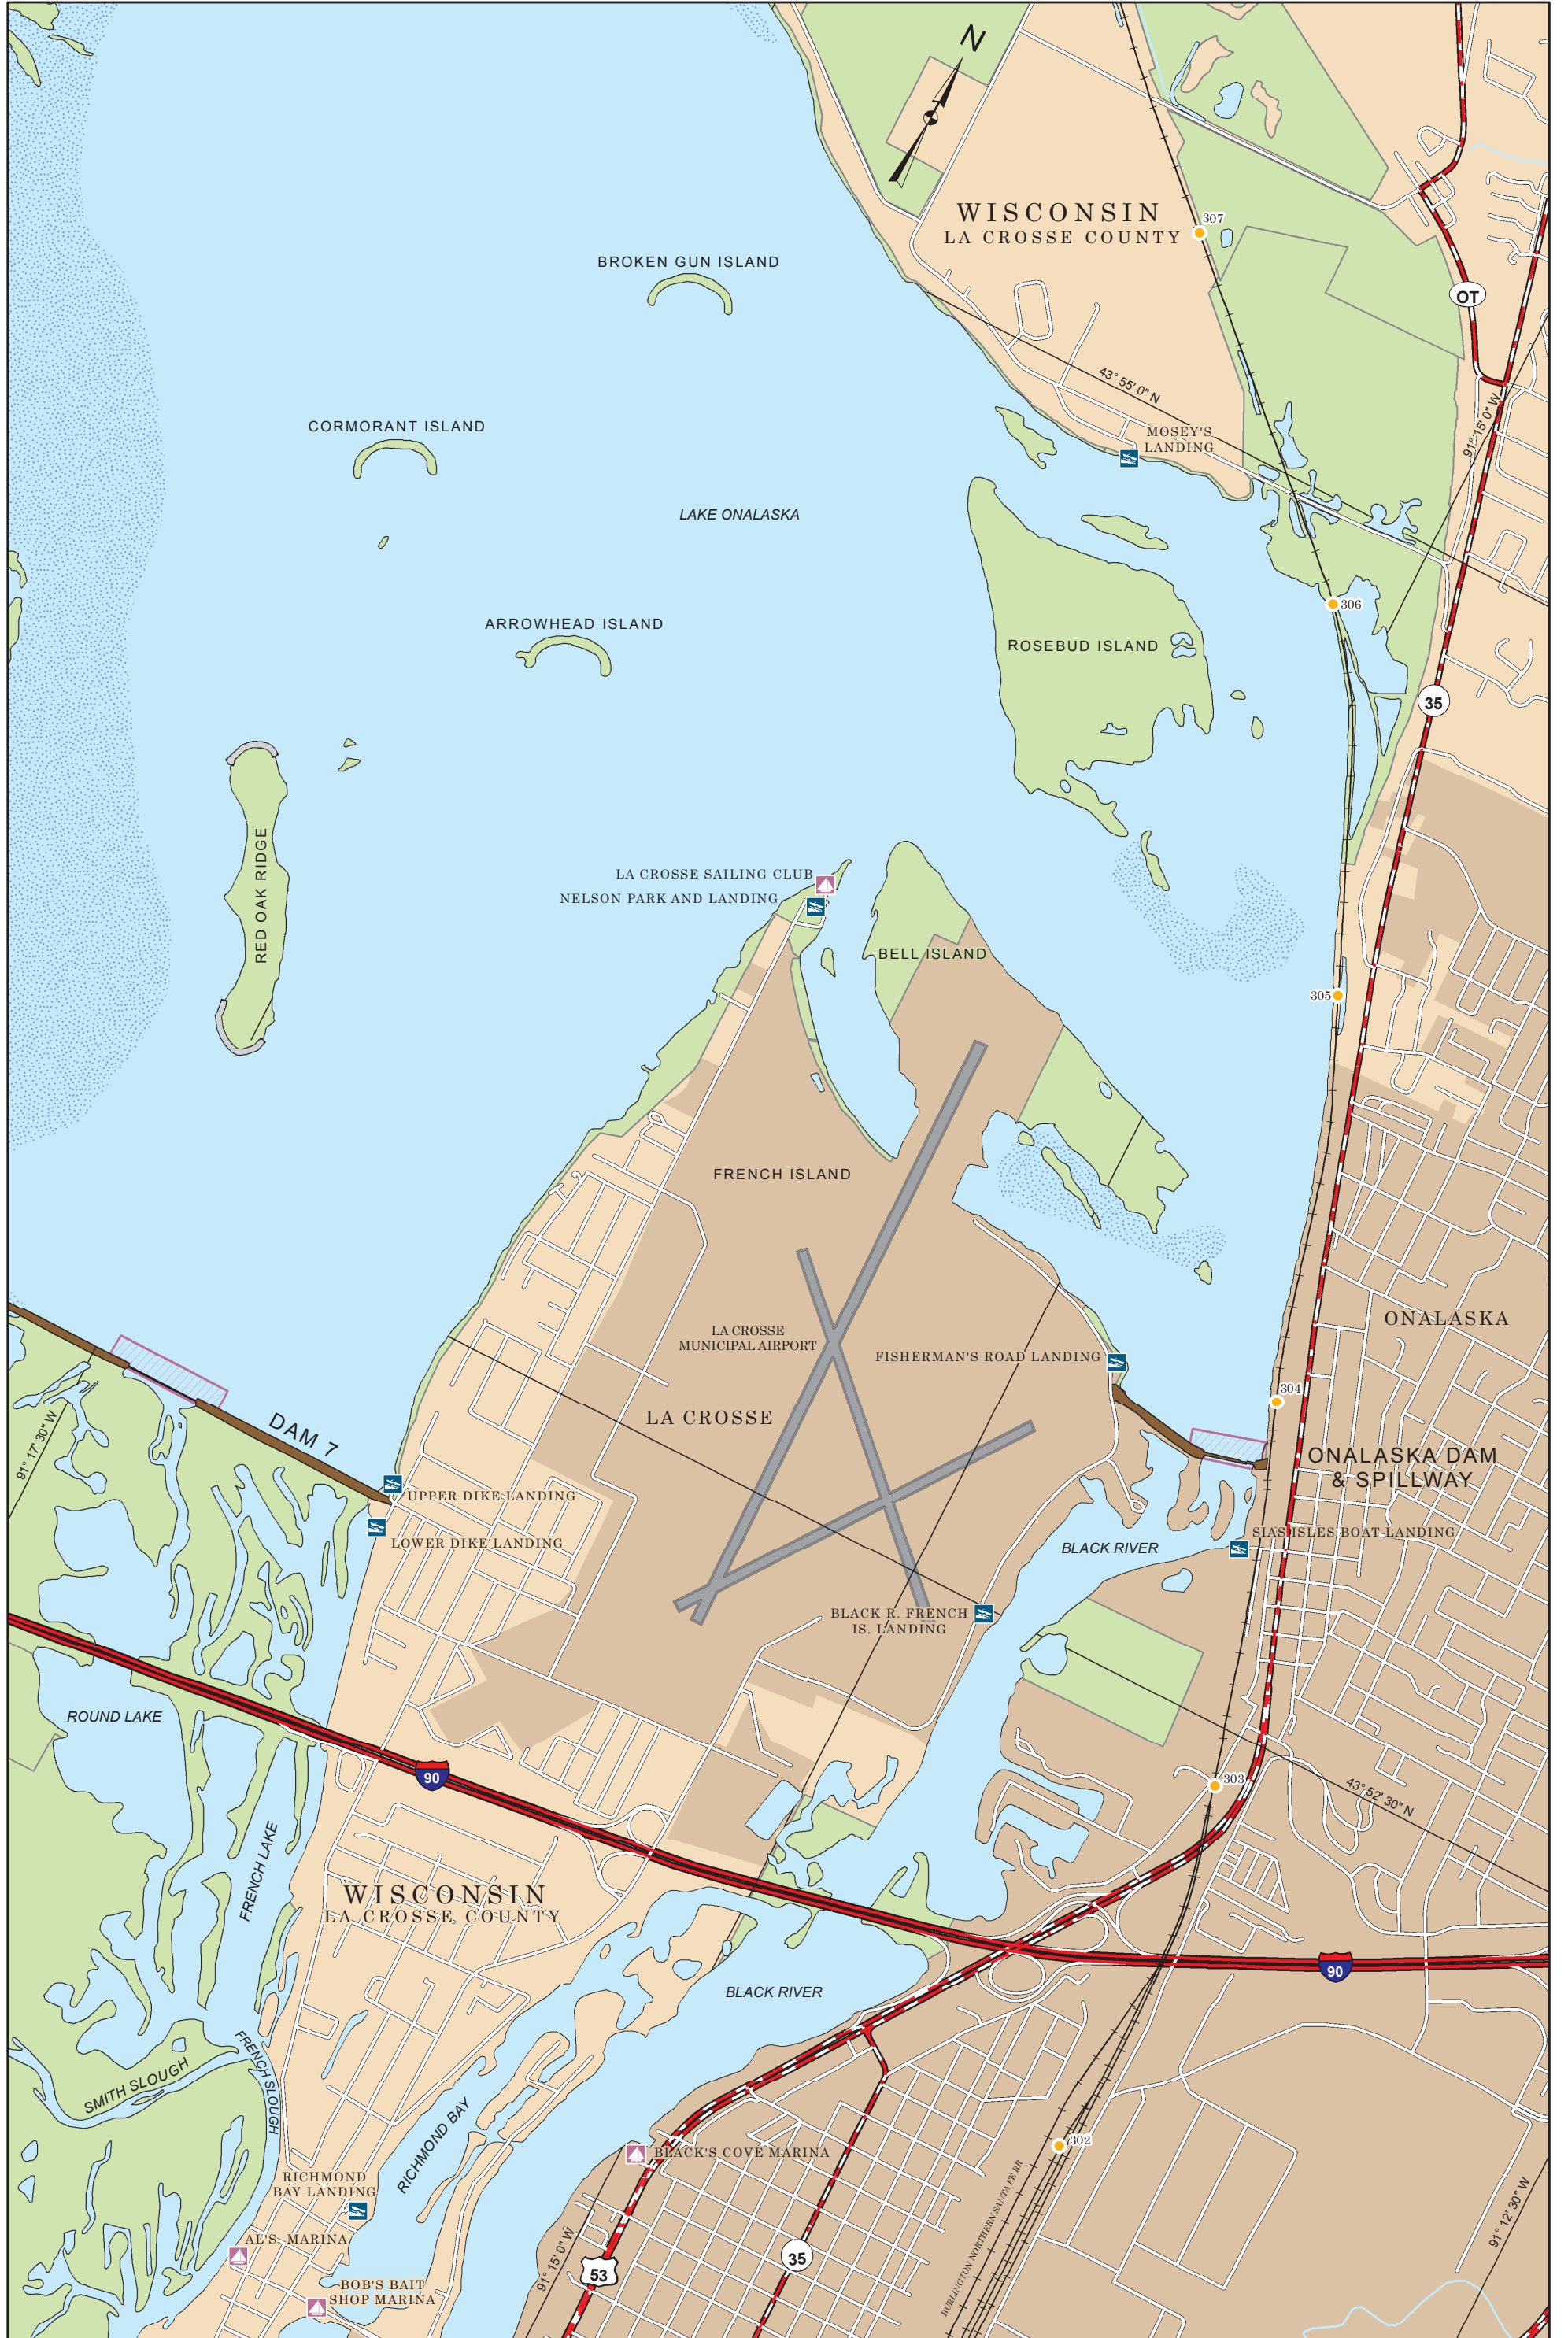 N
WISCONSIN
LA CROSSE COUNTY
307
BROKEN GUN ISLAND
OT
43° 55' 0" N
91° 15' 0" W
CORMORANT ISLAND
MOSEY'S
LANDING
LAKE ONALASKA
306
ARROWHEAD ISLAND
ROSEBUD ISLAND
35
RED OAK RIDGE
LA CROSSE SAILING CLUB
NELSON PARK AND LANDING
BELL ISLAND
305
FRENCH ISLAND
ONALASKA
LA CROSSE
MUNICIPAL AIRPORT
FISHERMAN'S ROAD LANDING
304
LA CROSSE
DAM 7
91° 17' 30" W
ONALASKA DAM
& SPILLWAY
UPPER DIKE LANDING
LOWER DIKE LANDING
SIAS ISLES BOAT LANDING
BLACK RIVER
BLACK R. FRENCH
IS. LANDING
ROUND LAKE
90
303
43° 52' 30" N
FRENCH LAKE
WISCONSIN
LA CROSSE COUNTY
90
BLACK RIVER
SMITH SLOUGH
FRENCH SLOUGH
RICHMOND BAY
302
BLACK'S COVE MARINA
RICHMOND
BAY LANDING
BURLINGTON NORTHERN SANTA FE RR
91° 12' 30" W
AL'S MARINA
91° 15' 0" W
35
53
BOB'S BAIT
SHOP MARINA